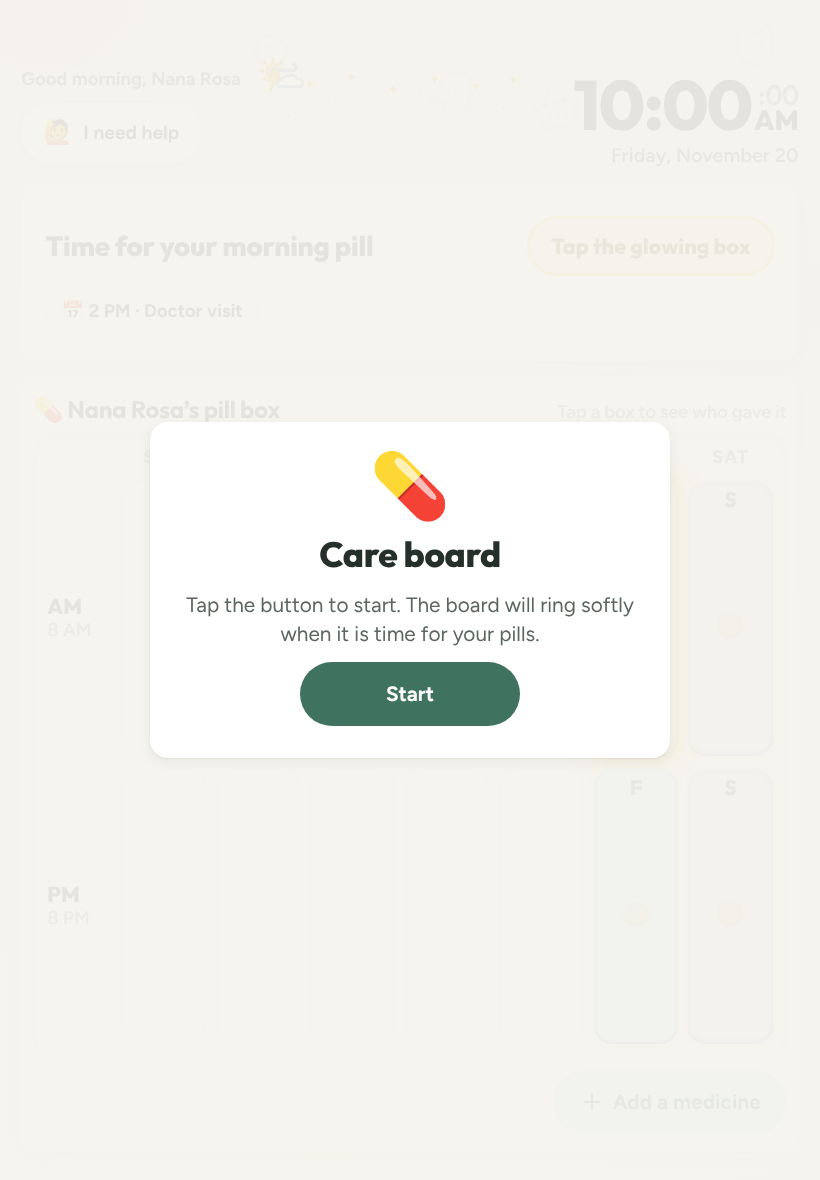 Good morning, Nana Rosa
I need help
10:00
:00
AM
Friday, November 20
Time for your morning pill
Tap the glowing box
2 PM · Doctor visit
Nana Rosa's pill box
Tap a box to see who gave it
S
SAT
S
Care board
Tap the button to start. The board will ring softly
when it is time for your pills.
Start
AM
8 AM
F
S
PM
8 PM
+ Add a medicine